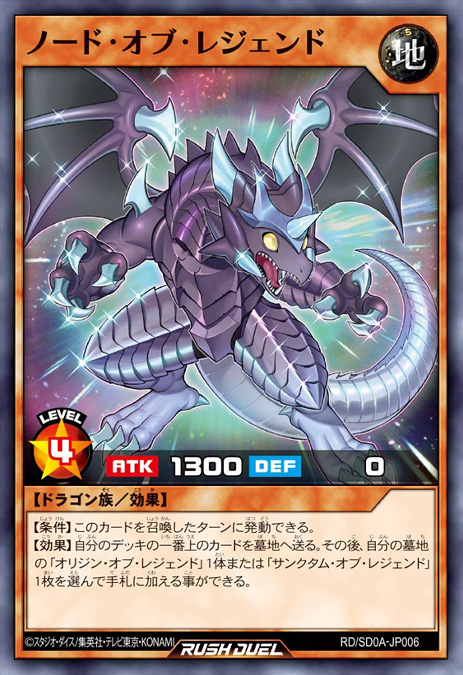 ノード・オブ・レジェンド
地
LEVEL
4
ATK 1300 DEF 0
【ドラゴン族／効果】
【条件】このカードを召喚したターンに発動できる。
【効果】自分のデッキの一番上のカードを墓地へ送る。その後、自分の墓地
の「オリジン・オブ・レジェンド」1体または「サンクタム・オブ・レジェンド」
1枚を選んで手札に加える事ができる。
©スタジオ・ダイス/集英社・テレビ東京・KONAMI
RUSH DUEL
RD/SD0A-JP006